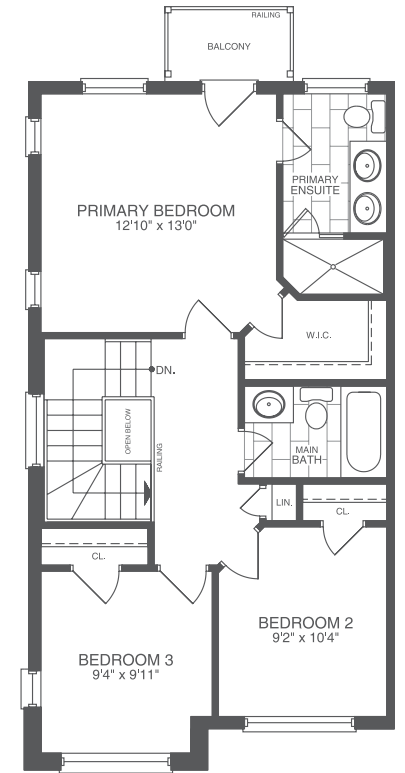 RAILING
BALCONY
PRIMARY
ENSUITE
PRIMARY BEDROOM
12'10" x 13'0"
W.I.C.
DN.
OPEN BELOW
RAILING
MAIN
BATH
LIN.
CL.
CL.
BEDROOM 2
9'2" x 10'4"
BEDROOM 3
9'4" x 9'11"